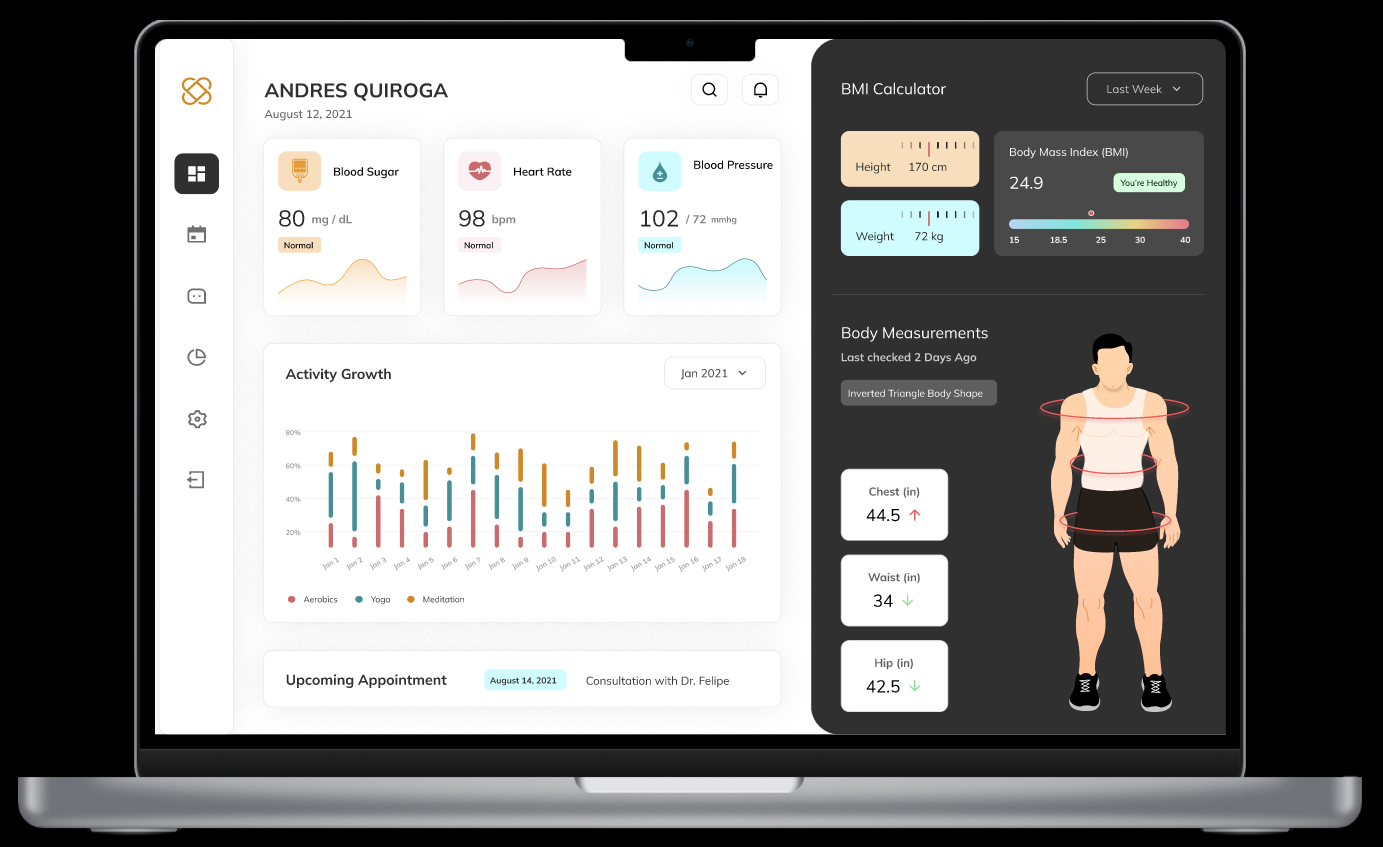 ANDRES QUIROGA
August 12, 2021
Blood Sugar
80 mg / dL
Normal
Heart Rate
98 bpm
Normal
Blood Pressure
102 / 72 mmhg
Normal
Activity Growth
Jan 2021
80%
60%
40%
20%
Jan 1 Jan 2 Jan 3 Jan 4 Jan 5 Jan 6 Jan 7 Jan 8 Jan 9 Jan 10 Jan 11 Jan 12 Jan 13 Jan 14 Jan 15 Jan 16 Jan 17 Jan 18
Aerobics Yoga Meditation
Upcoming Appointment August 14, 2021 Consultation with Dr. Felipe
BMI Calculator
Last Week
Height 170 cm
Weight 72 kg
Body Mass Index (BMI)
24.9 You're Healthy
15 18.5 25 30 40
Body Measurements
Last checked 2 Days Ago
Inverted Triangle Body Shape
Chest (in)
44.5
Waist (in)
34
Hip (in)
42.5